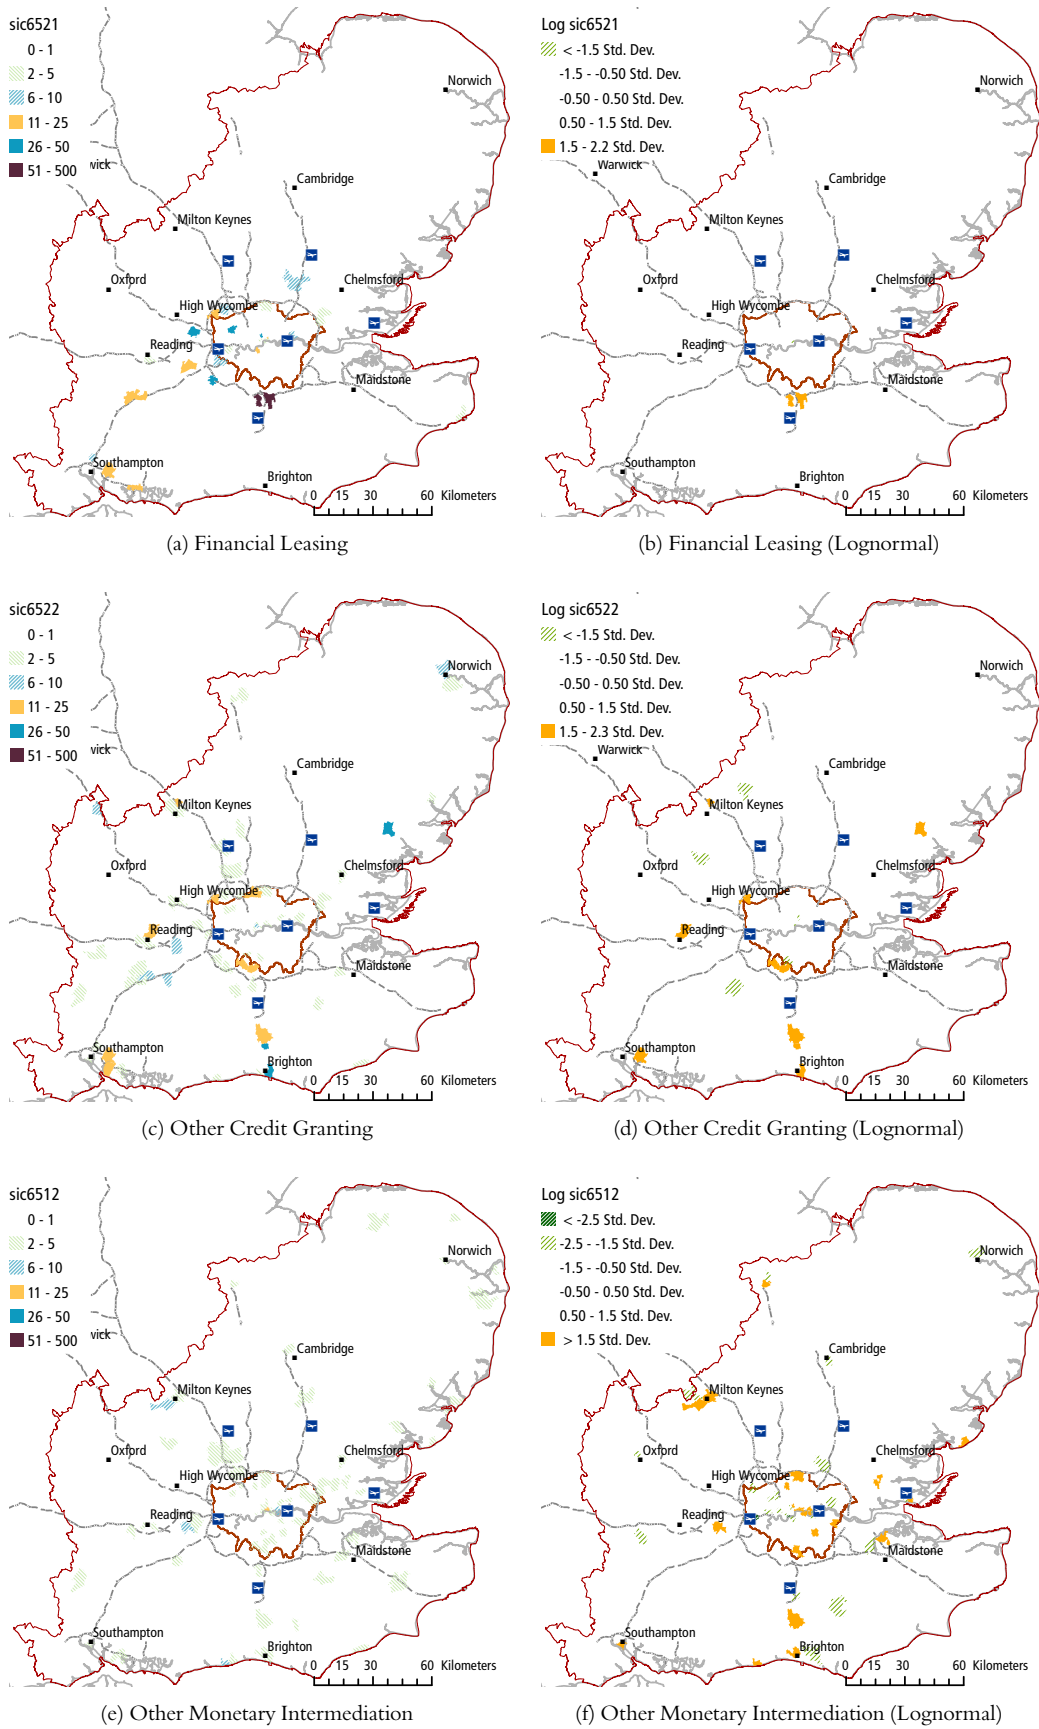 sic6521
0 - 1
2 - 5
6 - 10
11 - 25
26 - 50
51 - 500
wick
Norwich
Cambridge
Milton Keynes
Oxford
Chelmsford
High Wycombe
Reading
Maidstone
Southampton
Brighton
0 15 30 60 Kilometers
(a) Financial Leasing
Log sic6521
< -1.5 Std. Dev.
-1.5 - -0.50 Std. Dev.
-0.50 - 0.50 Std. Dev.
0.50 - 1.5 Std. Dev.
1.5 - 2.2 Std. Dev.
Warwick
Norwich
Cambridge
Milton Keynes
Oxford
Chelmsford
High Wycombe
Reading
Maidstone
Southampton
Brighton
0 15 30 60 Kilometers
(b) Financial Leasing (Lognormal)
sic6522
0 - 1
2 - 5
6 - 10
11 - 25
26 - 50
51 - 500
wick
Norwich
Cambridge
Milton Keynes
Oxford
Chelmsford
High Wycombe
Reading
Maidstone
Southampton
Brighton
0 15 30 60 Kilometers
(c) Other Credit Granting
Log sic6522
< -1.5 Std. Dev.
-1.5 - -0.50 Std. Dev.
-0.50 - 0.50 Std. Dev.
0.50 - 1.5 Std. Dev.
1.5 - 2.3 Std. Dev.
Warwick
Norwich
Cambridge
Milton Keynes
Oxford
Chelmsford
High Wycombe
Reading
Maidstone
Southampton
Brighton
0 15 30 60 Kilometers
(d) Other Credit Granting (Lognormal)
sic6512
0 - 1
2 - 5
6 - 10
11 - 25
26 - 50
51 - 500
wick
Norwich
Cambridge
Milton Keynes
Oxford
Chelmsford
High Wycombe
Reading
Maidstone
Southampton
Brighton
0 15 30 60 Kilometers
(e) Other Monetary Intermediation
Log sic6512
< -2.5 Std. Dev.
-2.5 - -1.5 Std. Dev.
-1.5 - -0.50 Std. Dev.
-0.50 - 0.50 Std. Dev.
0.50 - 1.5 Std. Dev.
> 1.5 Std. Dev.
Norwich
Cambridge
Milton Keynes
Oxford
Chelmsford
High Wycombe
Reading
Maidstone
Southampton
Brighton
0 15 30 60 Kilometers
(f) Other Monetary Intermediation (Lognormal)